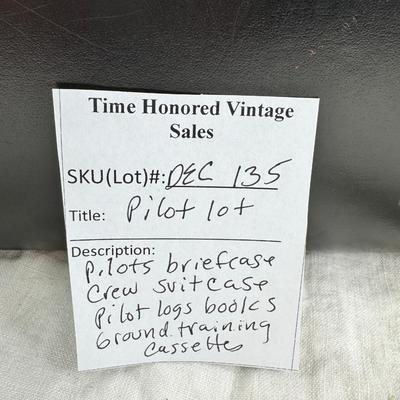 Time Honored Vintage
Sales
SKU(Lot)#: DEC 135
Title: Pilot lot
Description:
pilots briefcase
Crew suitcase
Pilot logs books
Ground training
Cassettes